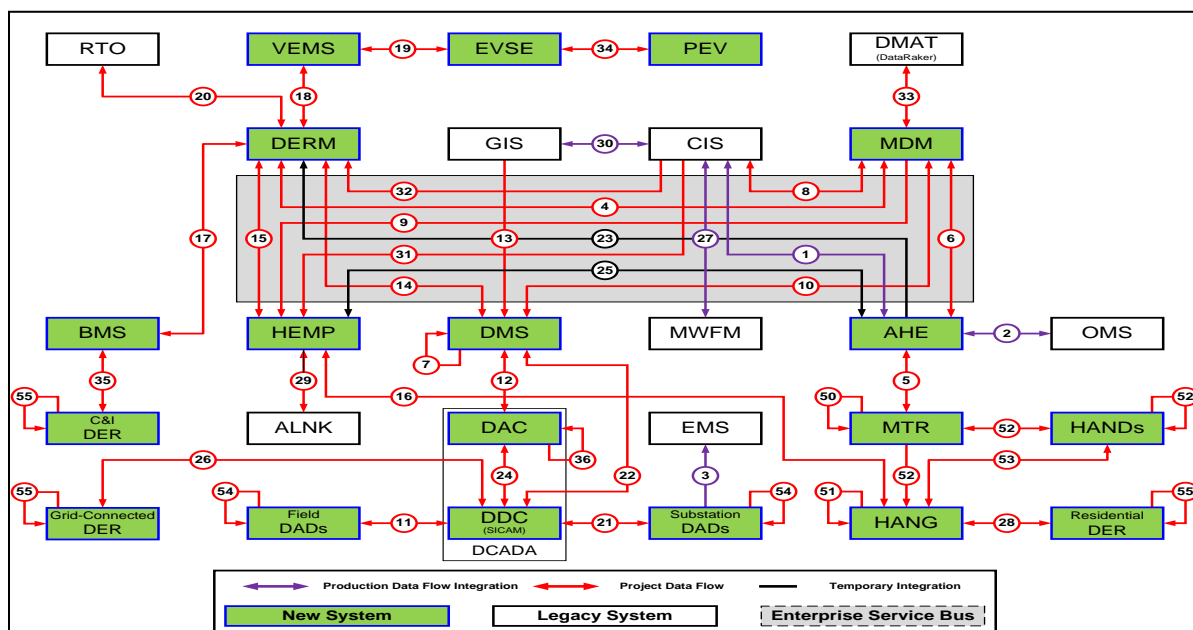 RTO
VEMS
19
EVSE
34
PEV
DMAT
(DataRaker)
20
18
33
DERM
GIS
30
CIS
MDM
32
8
4
9
17
15
13
23
27
6
31
1
25
14
10
BMS
HEMP
DMS
MWFM
AHE
2
OMS
7
35
29
12
5
55
16
50
52
C&I
DER
ALNK
DAC
EMS
MTR
52
HANDs
36
26
24
22
3
52
53
55
54
54
51
55
Grid-Connected
DER
Field
DADs
11
DDC
(SICAM)
21
Substation
DADs
HANG
28
Residential
DER
DCADA
Production Data Flow Integration
Project Data Flow
Temporary Integration
New System
Legacy System
Enterprise Service Bus